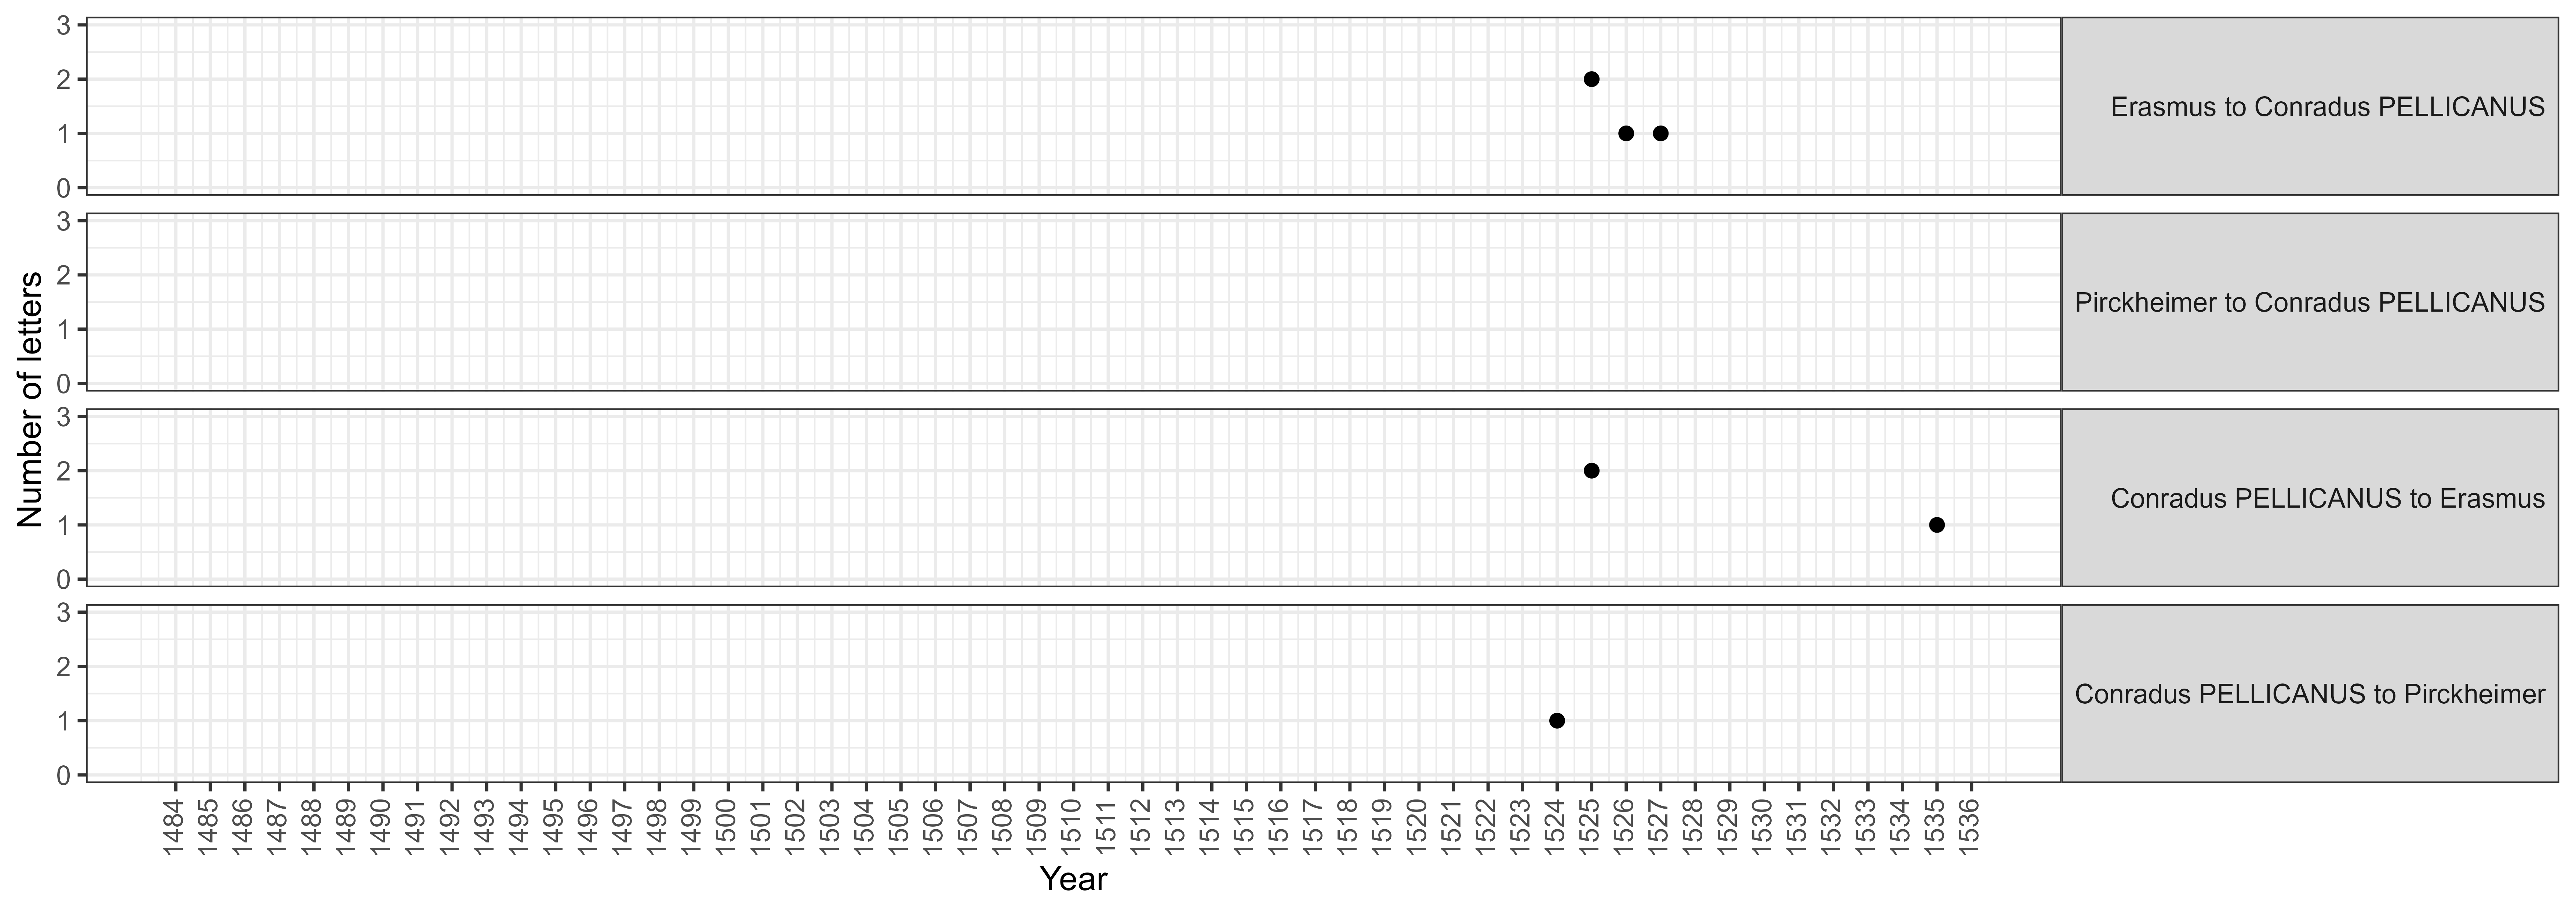 3
2
1
0
Erasmus to Conradus PELLICANUS
3
2
1
0
Pirckheimer to Conradus PELLICANUS
3
2
1
0
Conradus PELLICANUS to Erasmus
3
2
1
0
Conradus PELLICANUS to Pirckheimer
Number of letters
1484 1485 1486 1487 1488 1489 1490 1491 1492 1493 1494 1495 1496 1497 1498 1499 1500 1501 1502 1503 1504 1505 1506 1507 1508 1509 1510 1511 1512 1513 1514 1515 1516 1517 1518 1519 1520 1521 1522 1523 1524 1525 1526 1527 1528 1529 1530 1531 1532 1533 1534 1535 1536
Year